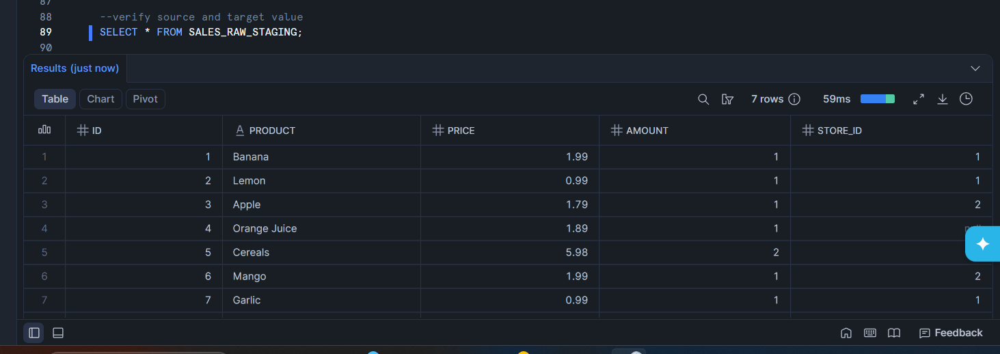 87
88 --verify source and target value
89 SELECT * FROM SALES_RAW_STAGING;
90
Results (just now)
Table Chart Pivot 7 rows 59ms
ID PRODUCT PRICE AMOUNT STORE_ID
1 1 Banana 1.99 1 1
2 2 Lemon 0.99 1 1
3 3 Apple 1.79 1 2
4 4 Orange Juice 1.89 1
5 5 Cereals 5.98 2
6 6 Mango 1.99 1 2
7 7 Garlic 0.99 1 1
Feedback